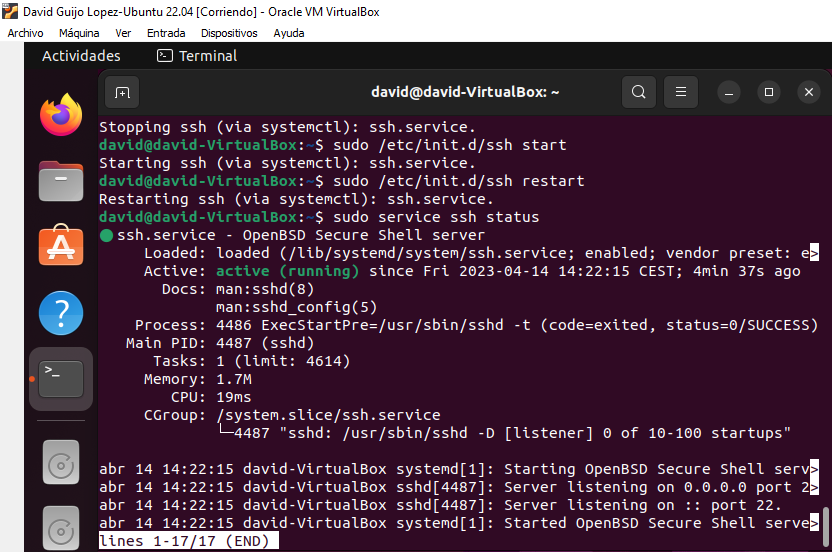 David Guijo Lopez-Ubuntu 22.04 [Corriendo] - Oracle VM VirtualBox
Archivo Máquina Ver Entrada Dispositivos Ayuda
Actividades Terminal
david@david-VirtualBox: ~
Stopping ssh (via systemctl): ssh.service.
david@david-VirtualBox:~$ sudo /etc/init.d/ssh start
Starting ssh (via systemctl): ssh.service.
david@david-VirtualBox:~$ sudo /etc/init.d/ssh restart
Restarting ssh (via systemctl): ssh.service.
david@david-VirtualBox:~$ sudo service ssh status
● ssh.service - OpenBSD Secure Shell server
     Loaded: loaded (/lib/systemd/system/ssh.service; enabled; vendor preset: e>
     Active: active (running) since Fri 2023-04-14 14:22:15 CEST; 4min 37s ago
       Docs: man:sshd(8)
             man:sshd_config(5)
    Process: 4486 ExecStartPre=/usr/sbin/sshd -t (code=exited, status=0/SUCCESS)
   Main PID: 4487 (sshd)
      Tasks: 1 (limit: 4614)
     Memory: 1.7M
        CPU: 19ms
     CGroup: /system.slice/ssh.service
             └─4487 "sshd: /usr/sbin/sshd -D [listener] 0 of 10-100 startups"
abr 14 14:22:15 david-VirtualBox systemd[1]: Starting OpenBSD Secure Shell serv>
abr 14 14:22:15 david-VirtualBox sshd[4487]: Server listening on 0.0.0.0 port 2>
abr 14 14:22:15 david-VirtualBox sshd[4487]: Server listening on :: port 22.
abr 14 14:22:15 david-VirtualBox systemd[1]: Started OpenBSD Secure Shell serve>
lines 1-17/17 (END)